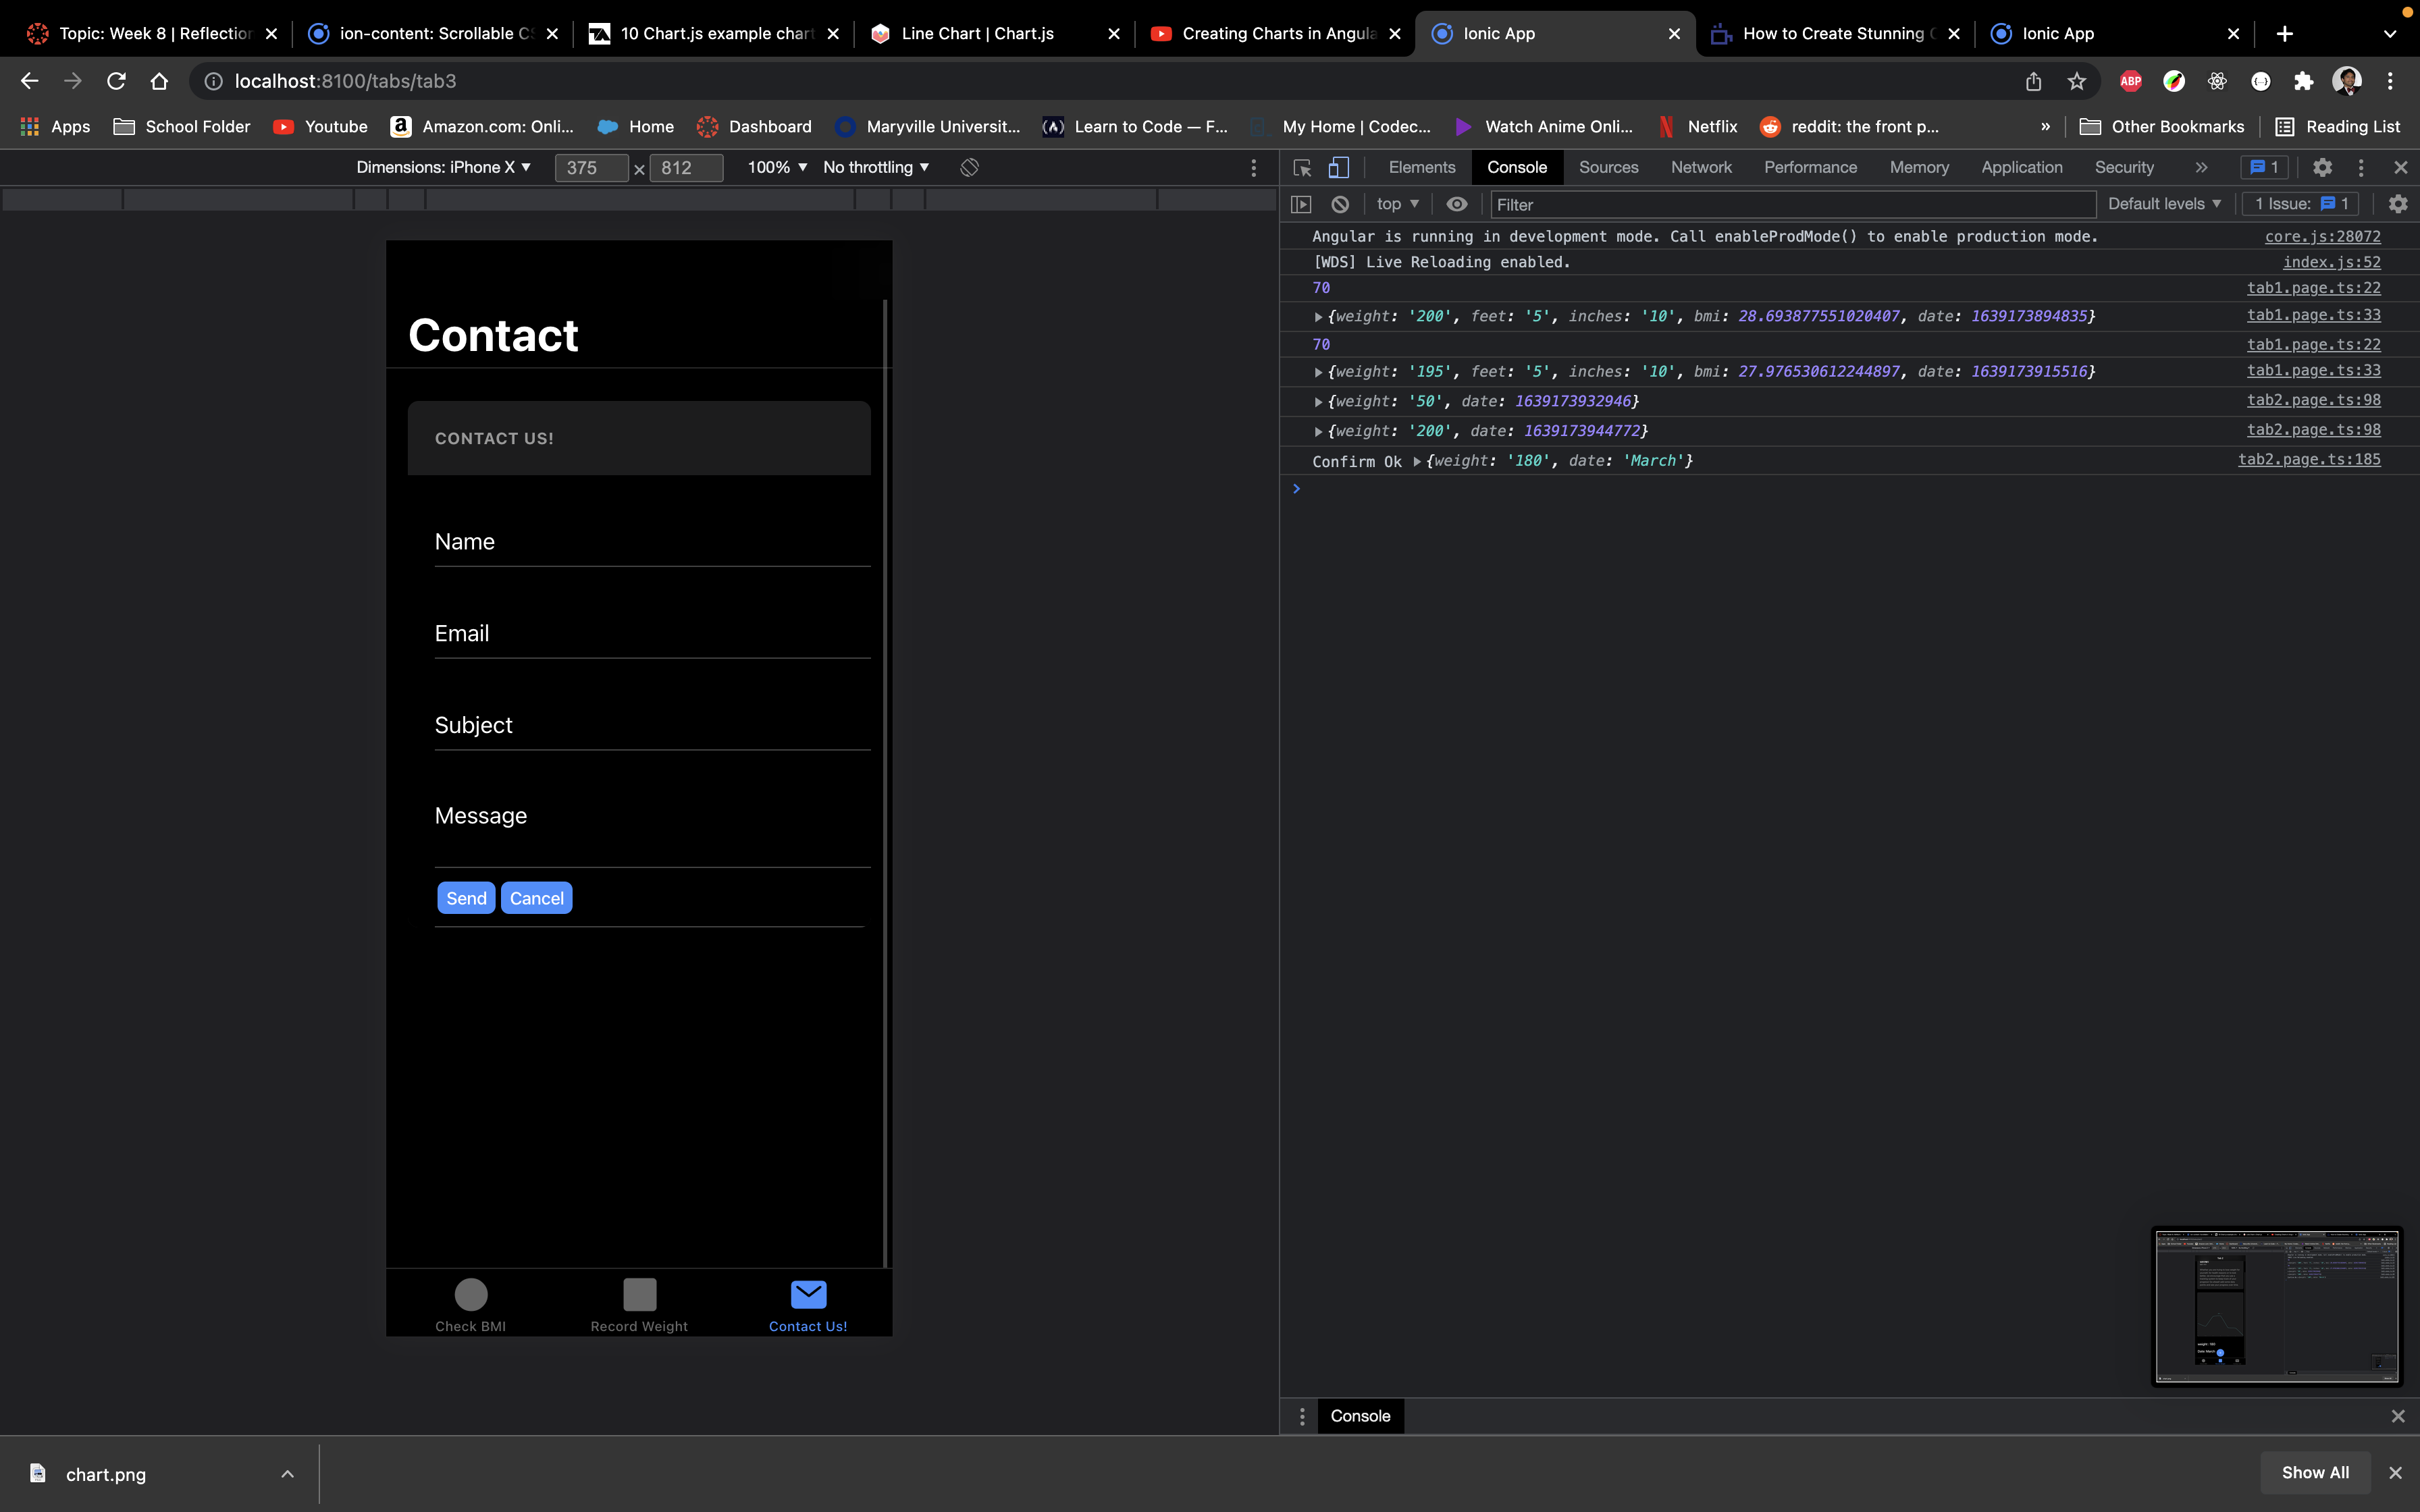 Topic: Week 8 | Reflection
ion-content: Scrollable CS
10 Chart.js example chart
Line Chart | Chart.js
Creating Charts in Angula
Ionic App
How to Create Stunning C
Ionic App
localhost:8100/tabs/tab3
ABP
Apps
School Folder
Youtube
Amazon.com: Onli...
Home
Dashboard
Maryville Universit...
Learn to Code — F...
My Home | Codec...
Watch Anime Onli...
Netflix
reddit: the front p...
»
Other Bookmarks
Reading List
Dimensions: iPhone X ▼
375 × 812
100% ▼
No throttling ▼
Elements
Console
Sources
Network
Performance
Memory
Application
Security
»
1
top ▼
Filter
Default levels ▼
1 Issue: 1
Angular is running in development mode. Call enableProdMode() to enable production mode. core.js:28072
[WDS] Live Reloading enabled. index.js:52
70 tab1.page.ts:22
▶{weight: '200', feet: '5', inches: '10', bmi: 28.693877551020407, date: 1639173894835} tab1.page.ts:33
70 tab1.page.ts:22
▶{weight: '195', feet: '5', inches: '10', bmi: 27.976530612244897, date: 1639173915516} tab1.page.ts:33
▶{weight: '50', date: 1639173932946} tab2.page.ts:98
▶{weight: '200', date: 1639173944772} tab2.page.ts:98
Confirm Ok ▶{weight: '180', date: 'March'} tab2.page.ts:185
Contact
CONTACT US!
Name
Email
Subject
Message
Send
Cancel
Check BMI
Record Weight
Contact Us!
Console
chart.png
Show All